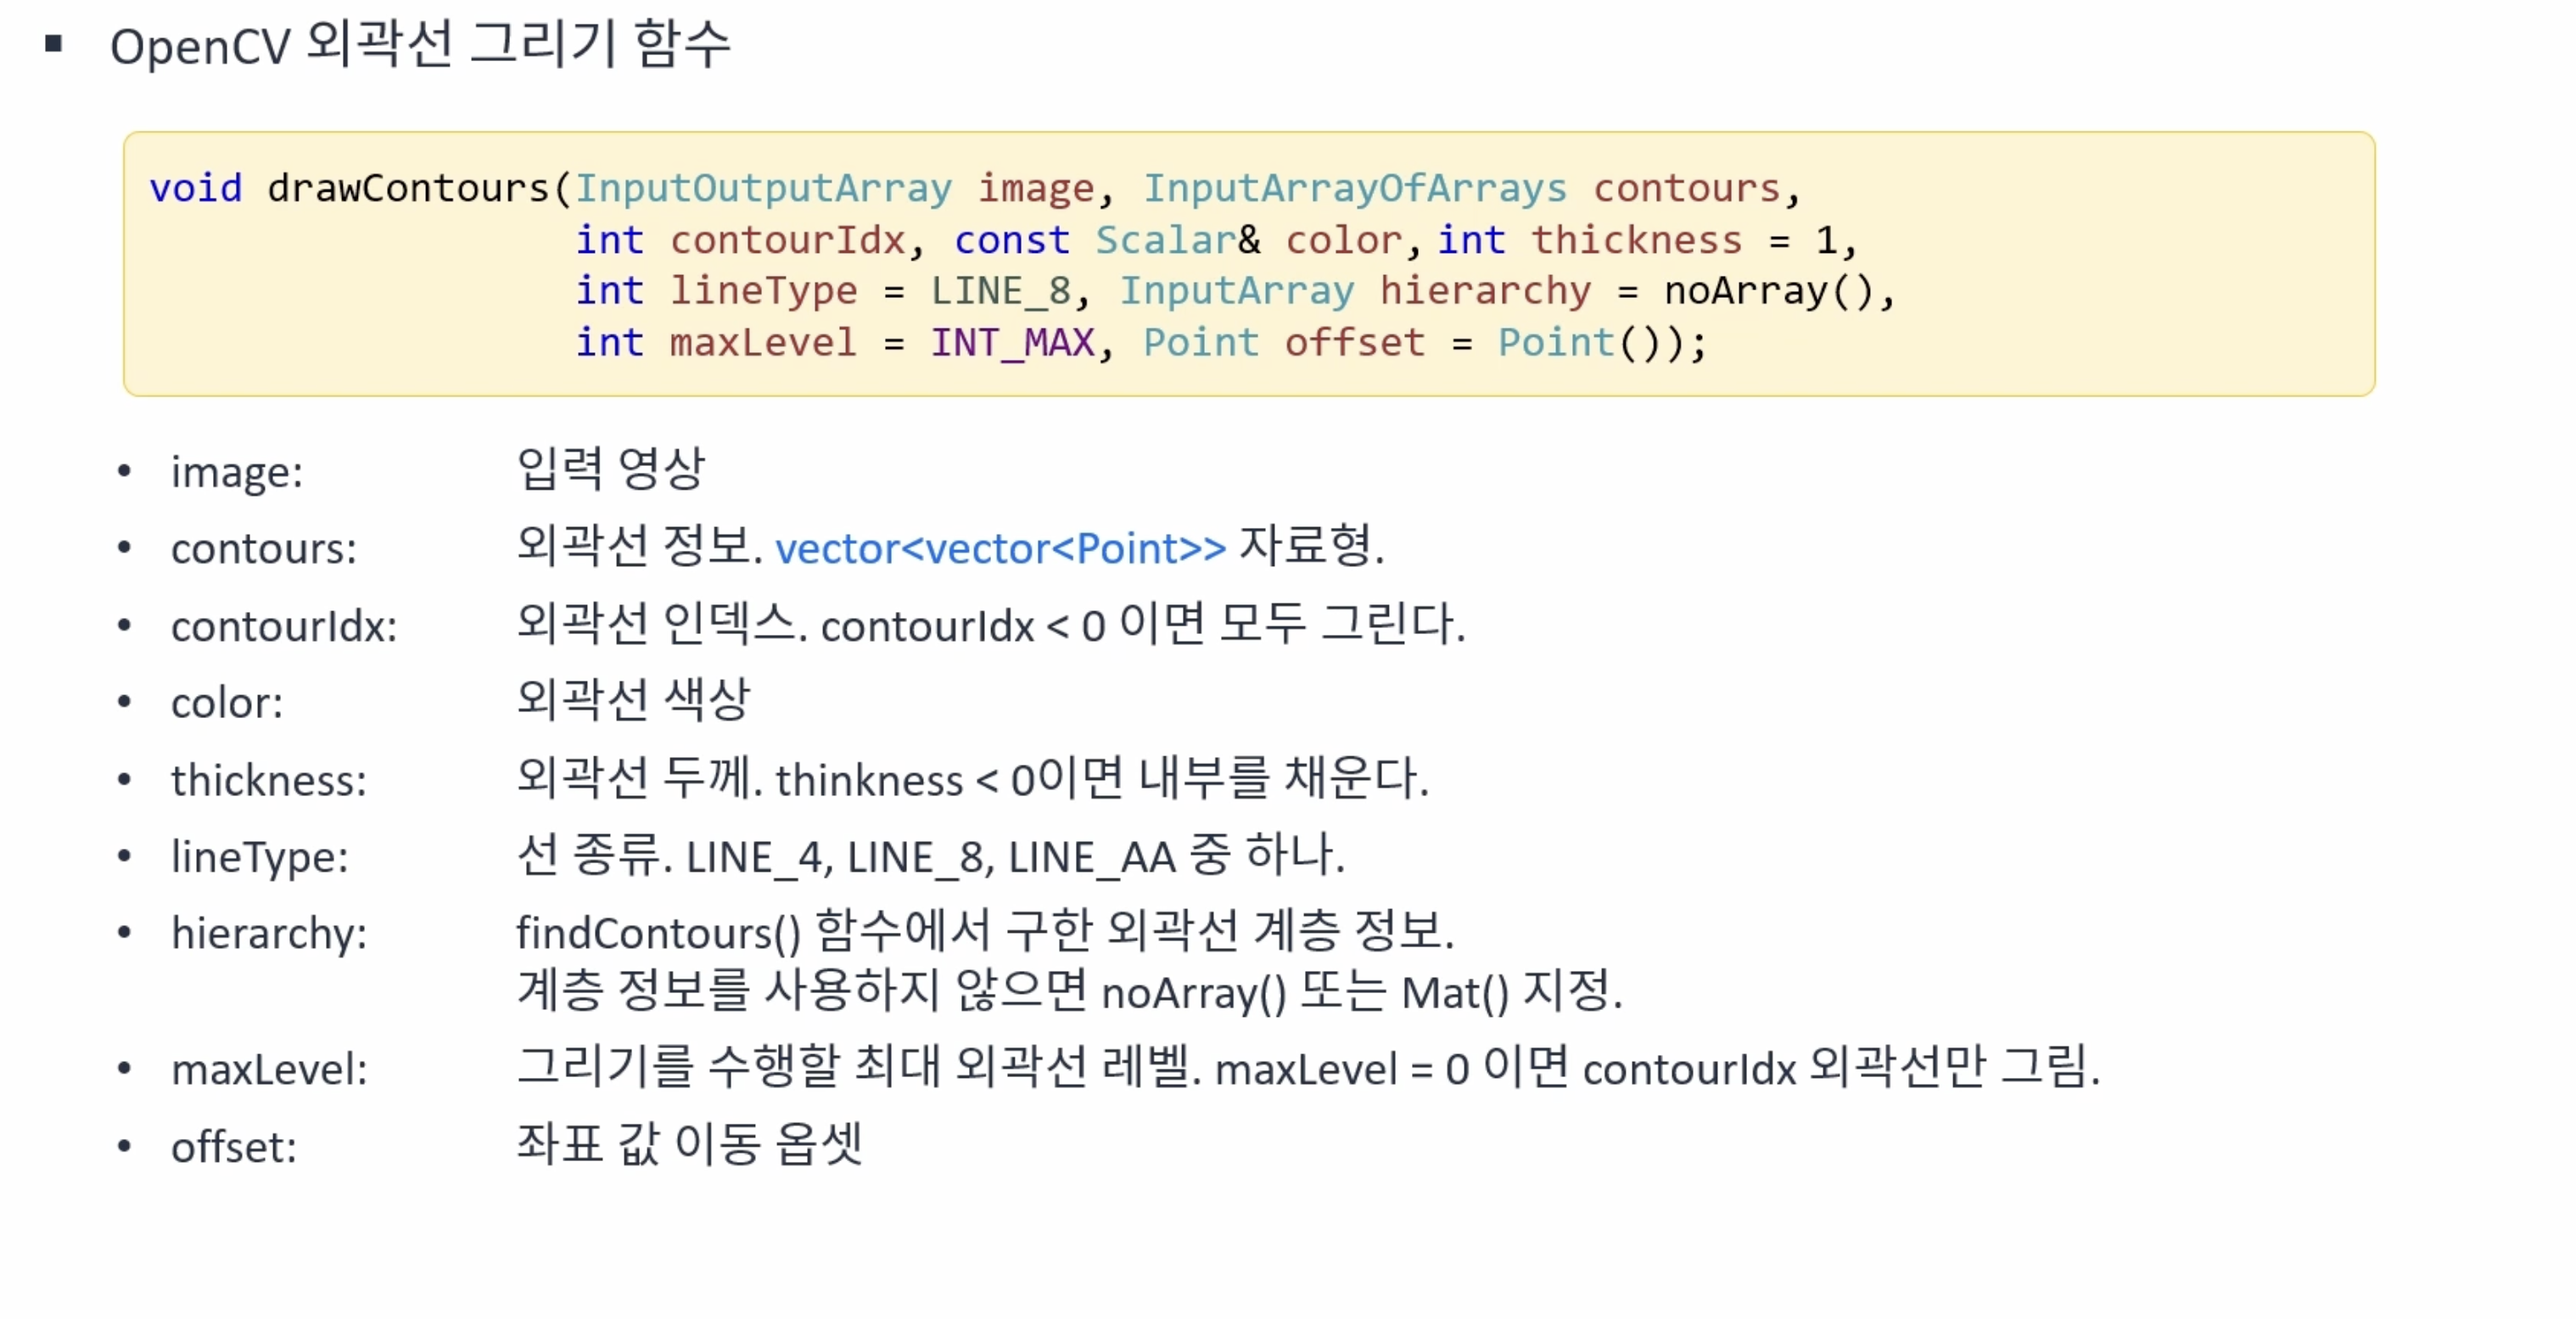 ▪ OpenCV 외곽선 그리기 함수
void drawContours(InputOutputArray image, InputArrayOfArrays contours,
int contourIdx, const Scalar& color, int thickness = 1,
int lineType = LINE_8, InputArray hierarchy = noArray(),
int maxLevel = INT_MAX, Point offset = Point());
• image: 입력 영상
• contours: 외곽선 정보. vector<vector<Point>> 자료형.
• contourIdx: 외곽선 인덱스. contourIdx < 0 이면 모두 그린다.
• color: 외곽선 색상
• thickness: 외곽선 두께. thinkness < 0이면 내부를 채운다.
• lineType: 선 종류. LINE_4, LINE_8, LINE_AA 중 하나.
• hierarchy: findContours() 함수에서 구한 외곽선 계층 정보.
계층 정보를 사용하지 않으면 noArray() 또는 Mat() 지정.
• maxLevel: 그리기를 수행할 최대 외곽선 레벨. maxLevel = 0 이면 contourIdx 외곽선만 그림.
• offset: 좌표 값 이동 옵셋